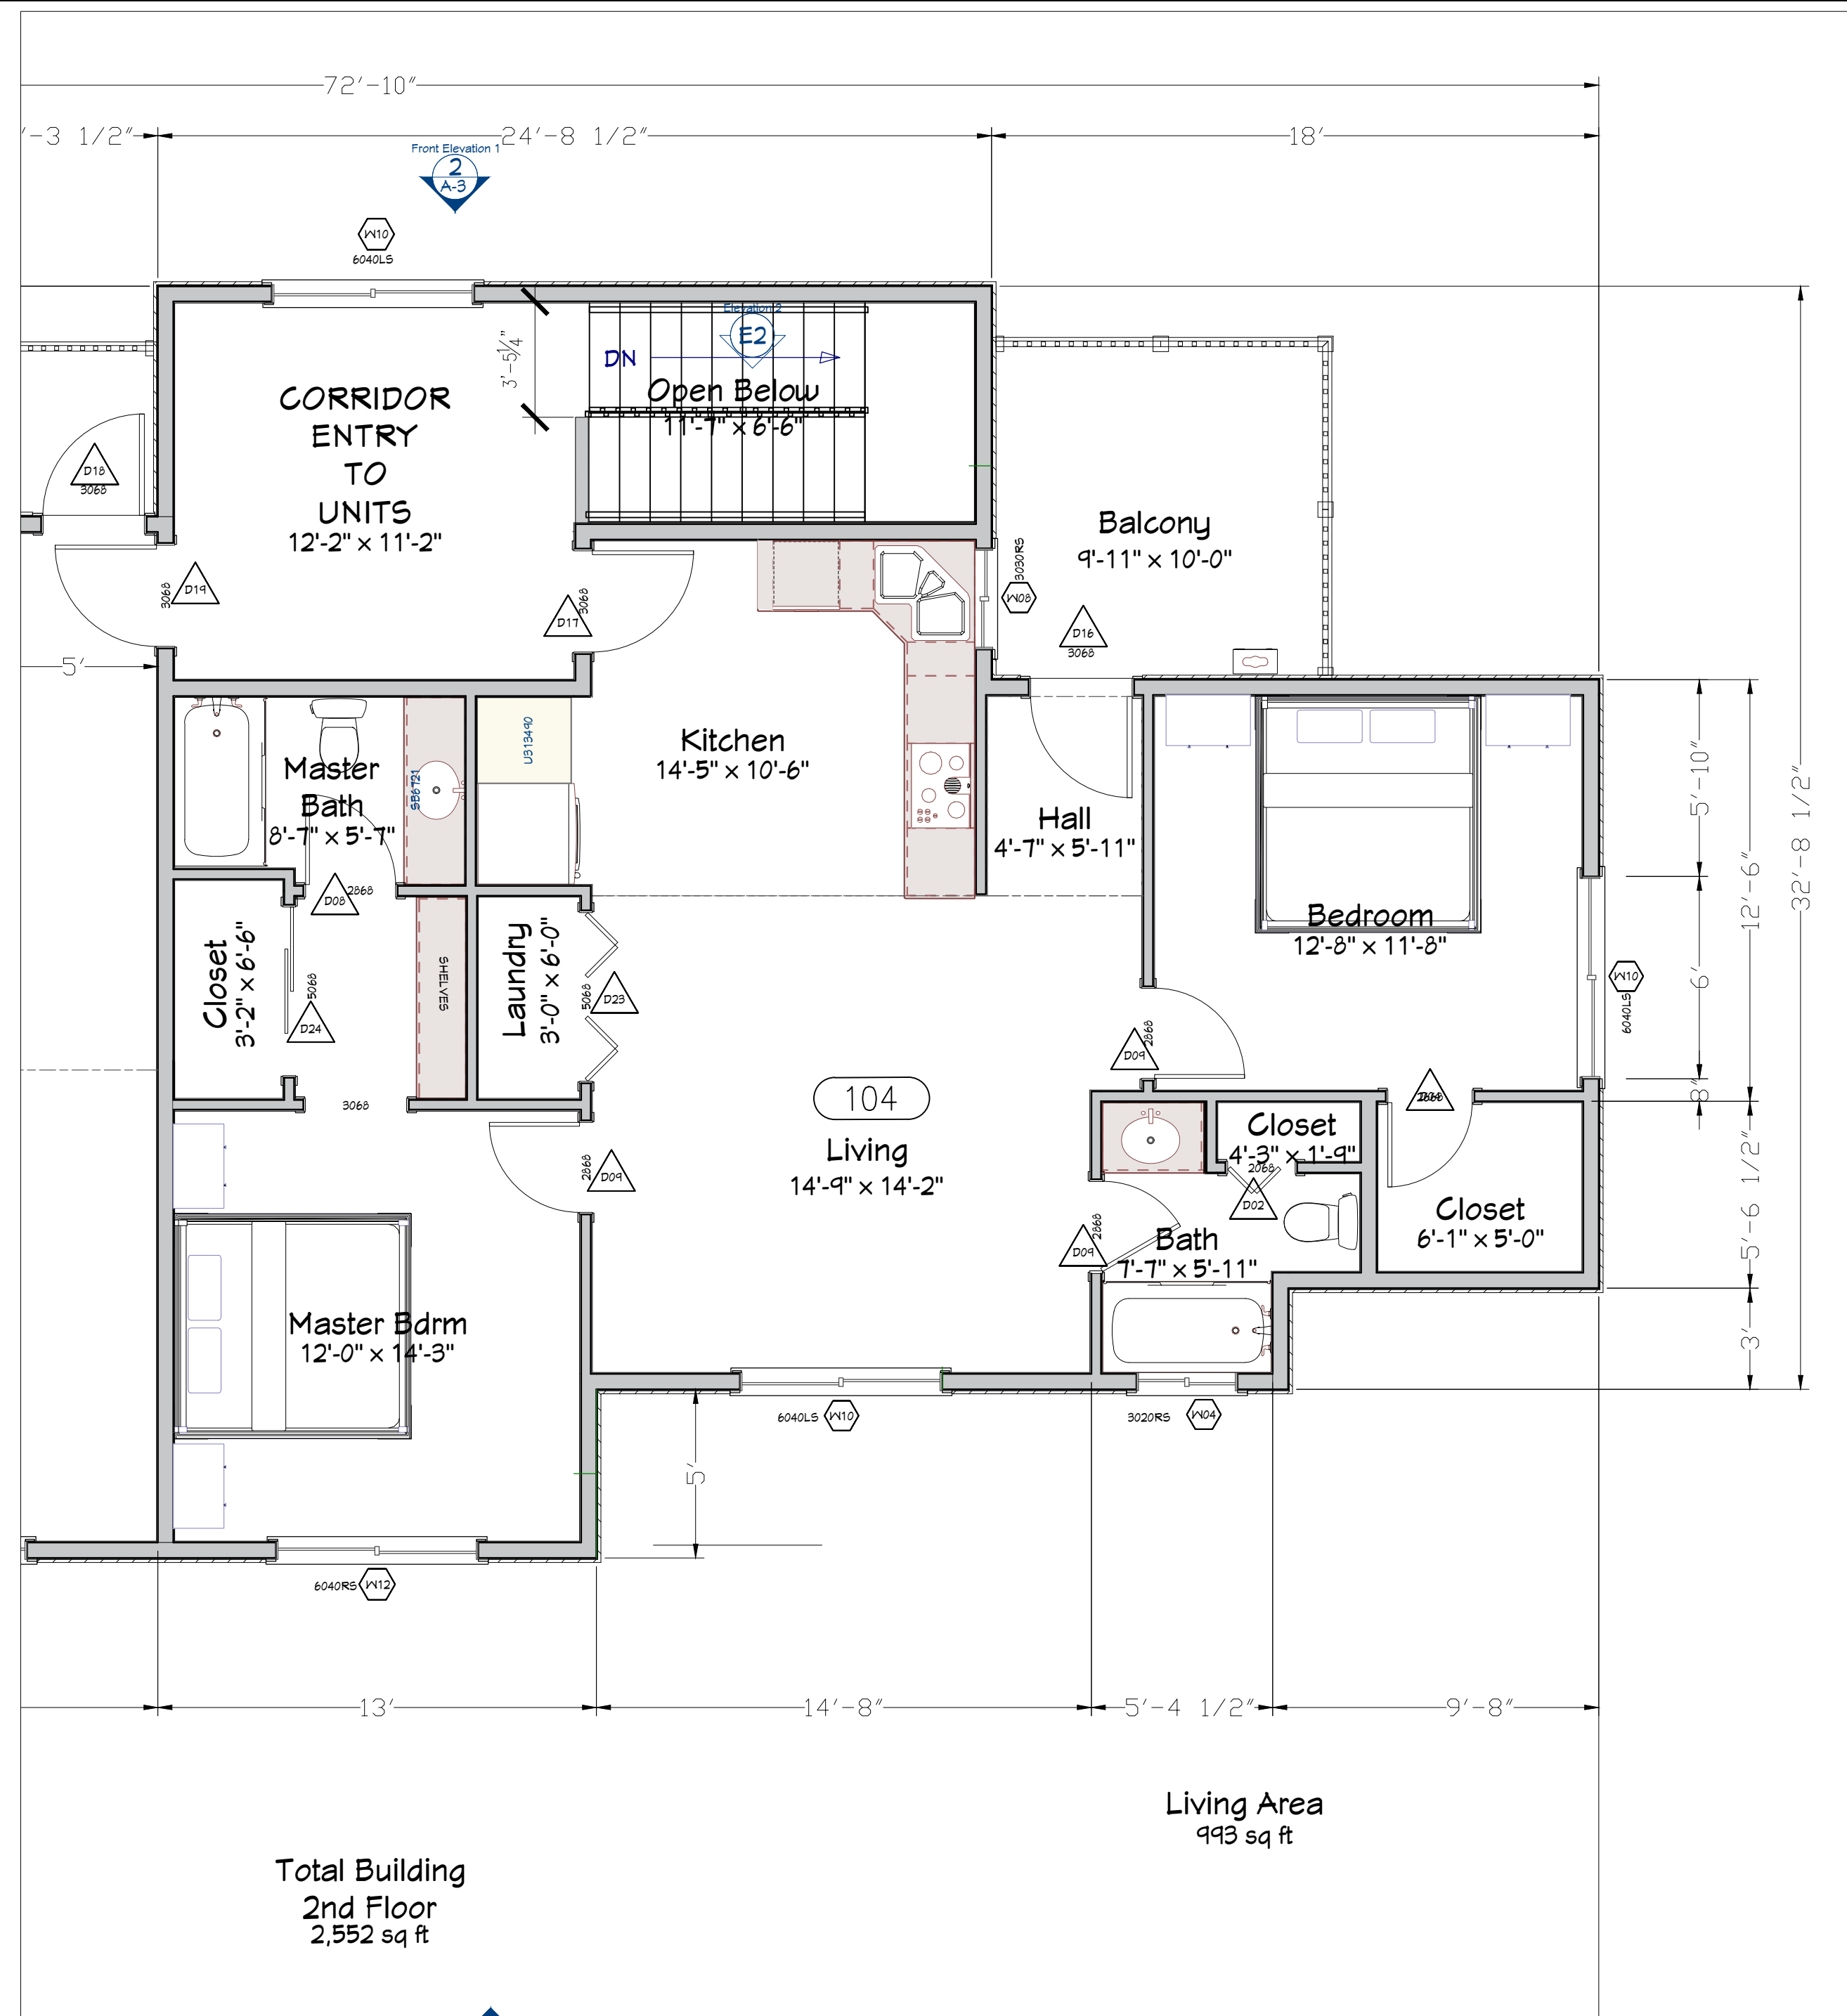 72'-10"
'-3 1/2"
24'-8 1/2"
18'
Front Elevation 1
2
A-3
W10
6040LS
Elevation 2
E2
DN
3'-5¼"
Open Below
11'-7" x 6'-6"
CORRIDOR
ENTRY
TO
UNITS
12'-2" x 11'-2"
D18
3068
D19
3068
D17
3068
5'
W08
3030RS
Balcony
9'-11" x 10'-0"
D16
3068
Kitchen
14'-5" x 10'-6"
U313490
Master
Bath
8'-7" x 5'-7"
SB6721
D08
2868
Hall
4'-7" x 5'-11"
Bedroom
12'-8" x 11'-8"
5'-10"
12'-6"
32'-8 1/2"
6'
8"
W10
6040LS
Closet
3'-2" x 6'-6"
5068
D24
SHELVES
Laundry
3'-0" x 6'-0"
5068
D23
3068
D09
2868
104
Living
14'-9" x 14'-2"
2868
D09
Closet
4'-3" x 1'-9"
2068
D02
Closet
6'-1" x 5'-0"
5'-6 1/2"
3'
D09
2868
Bath
7'-7" x 5'-11"
Master Bdrm
12'-0" x 14'-3"
6040LS
W10
3020RS
W04
5'
6040RS
W12
13'
14'-8"
5'-4 1/2"
9'-8"
Living Area
993 sq ft
Total Building
2nd Floor
2,552 sq ft